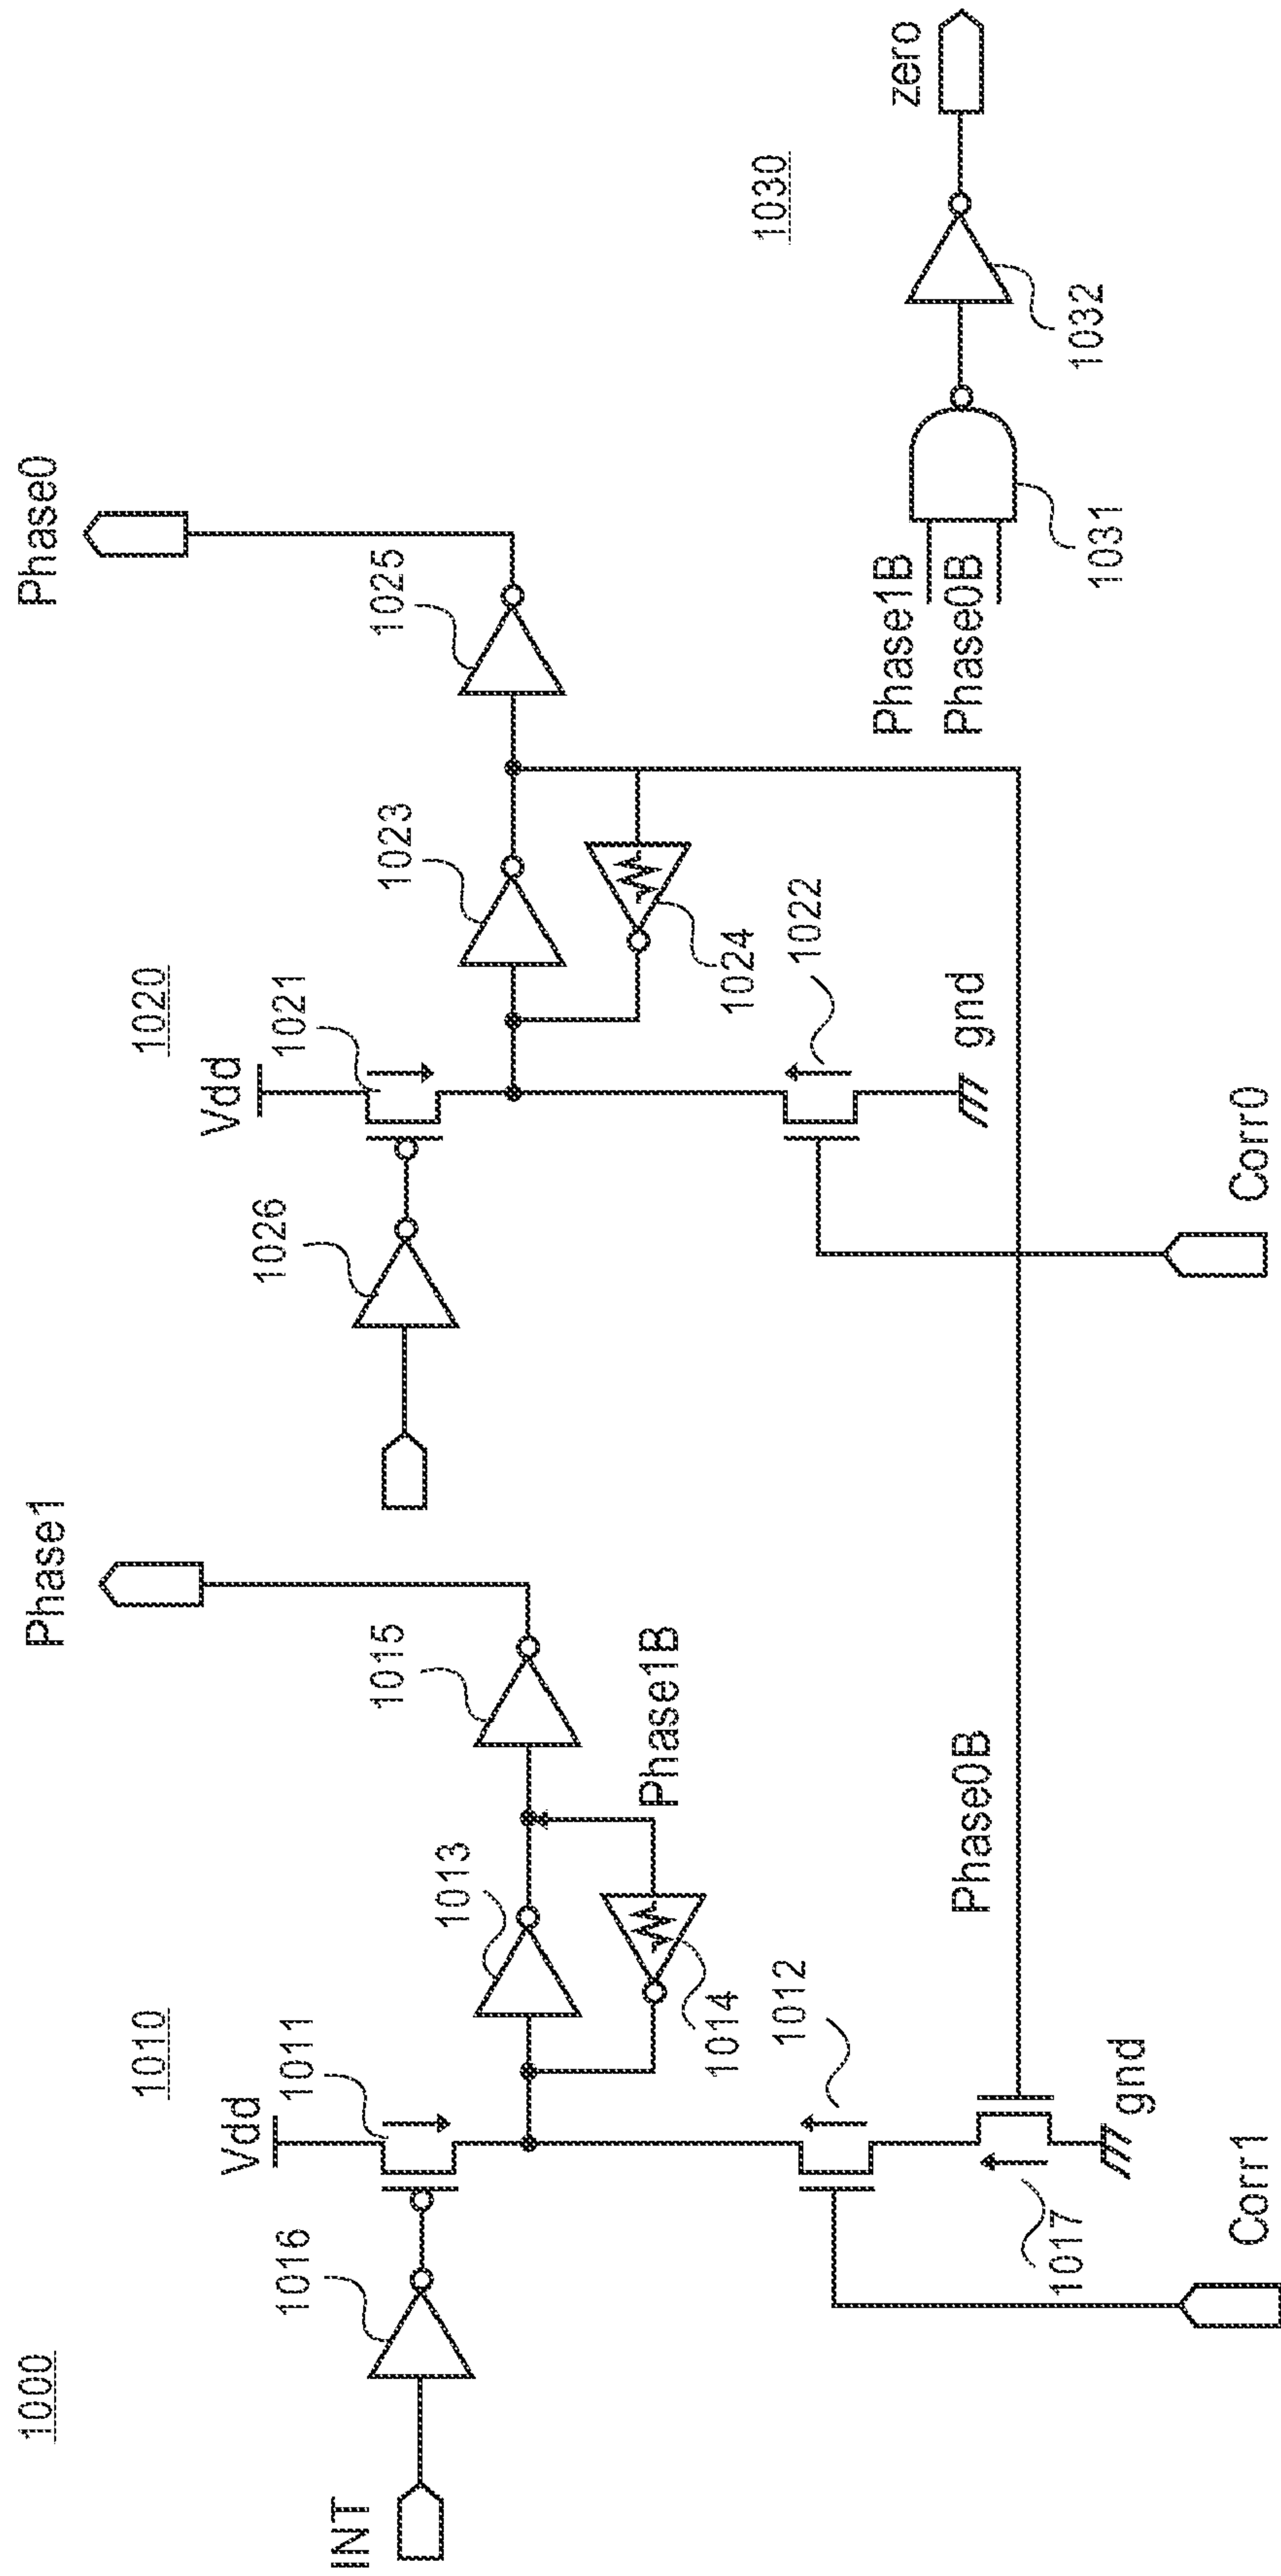 1000
INT
1016
1010
Vdd
1011
1013
1014
1015
Phase1
Phase1B
1012
1017
gnd
Corr1
Phase0B
1020
Vdd
1021
1026
1023
1024
1025
Phase0
1022
gnd
Corr0
1030
Phase1B
Phase0B
1031
1032
zero